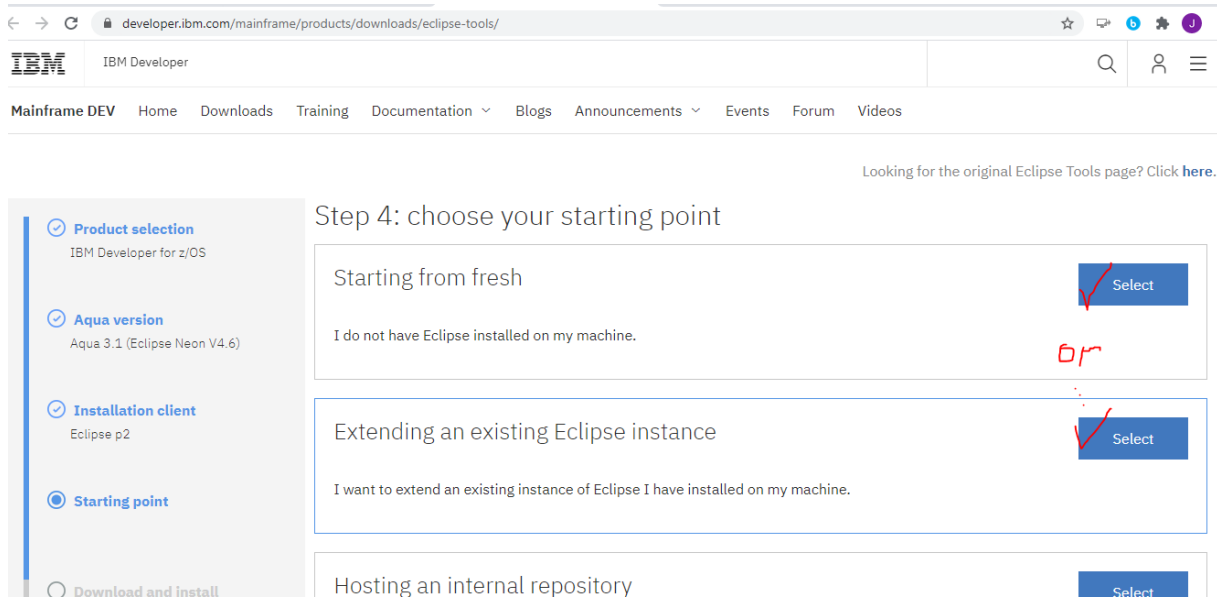 developer.ibm.com/mainframe/products/downloads/eclipse-tools/
b
J
IBM
IBM Developer
Mainframe DEV Home Downloads Training Documentation Blogs Announcements Events Forum Videos
Looking for the original Eclipse Tools page? Click here.
Product selection
IBM Developer for z/OS
Aqua version
Aqua 3.1 (Eclipse Neon V4.6)
Installation client
Eclipse p2
Starting point
Download and install
Step 4: choose your starting point
Starting from fresh
Select
I do not have Eclipse installed on my machine.
or
Extending an existing Eclipse instance
Select
I want to extend an existing instance of Eclipse I have installed on my machine.
Hosting an internal repository
Select